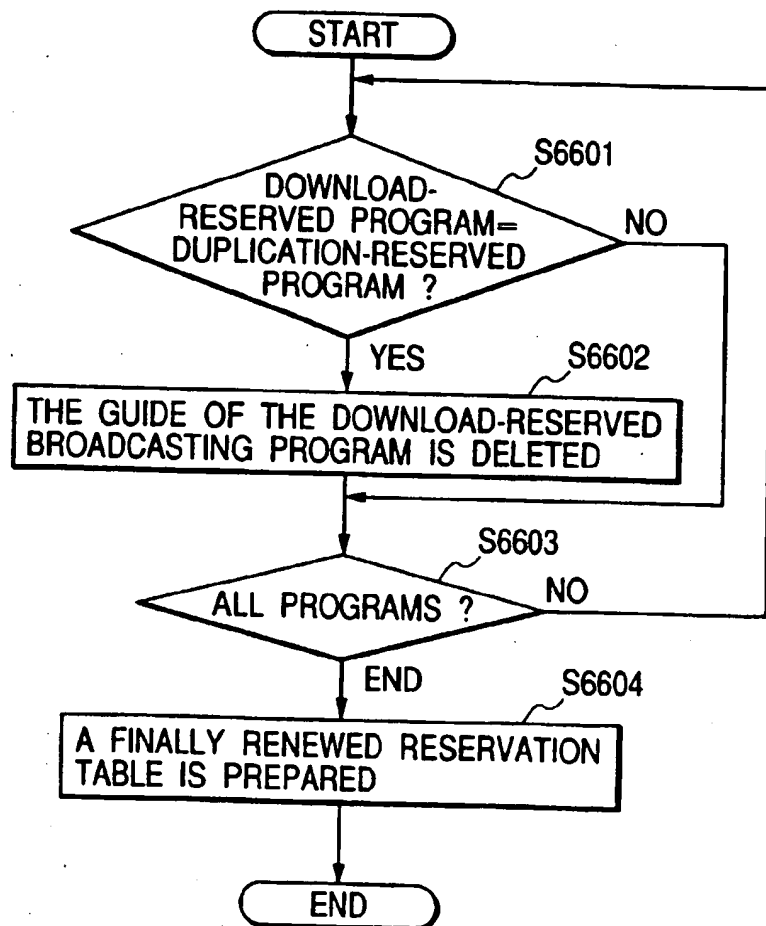 START
S6601
DOWNLOAD-
RESERVED PROGRAM=
DUPLICATION-RESERVED
PROGRAM ?
NO
YES
S6602
THE GUIDE OF THE DOWNLOAD-RESERVED
BROADCASTING PROGRAM IS DELETED
S6603
ALL PROGRAMS ?
NO
END
S6604
A FINALLY RENEWED RESERVATION
TABLE IS PREPARED
END